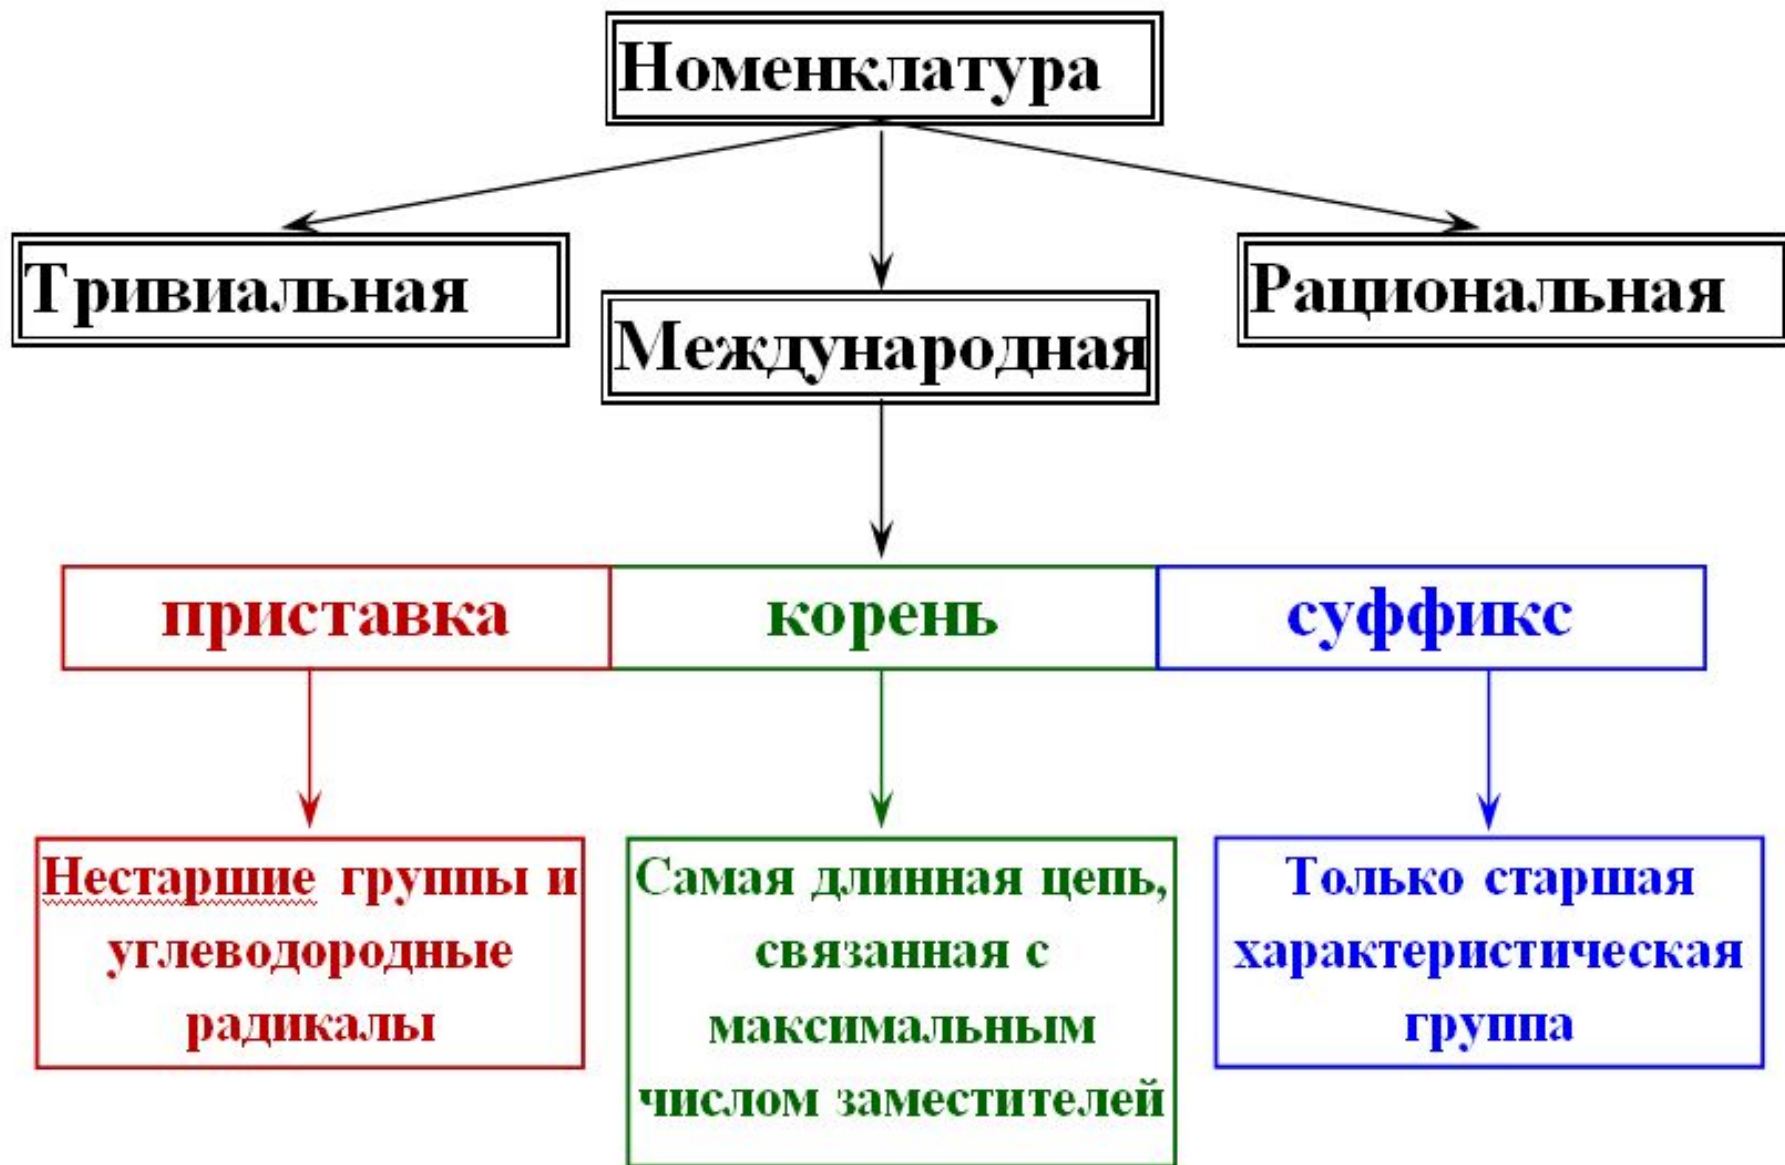 Номенклатура
Тривиальная
Международная
Рациональная
приставка
корень
суффикс
Нестаршие группы и
углеводородные
радикалы
Самая длинная цепь,
связанная с
максимальным
числом заместителей
Только старшая
характеристическая
группа